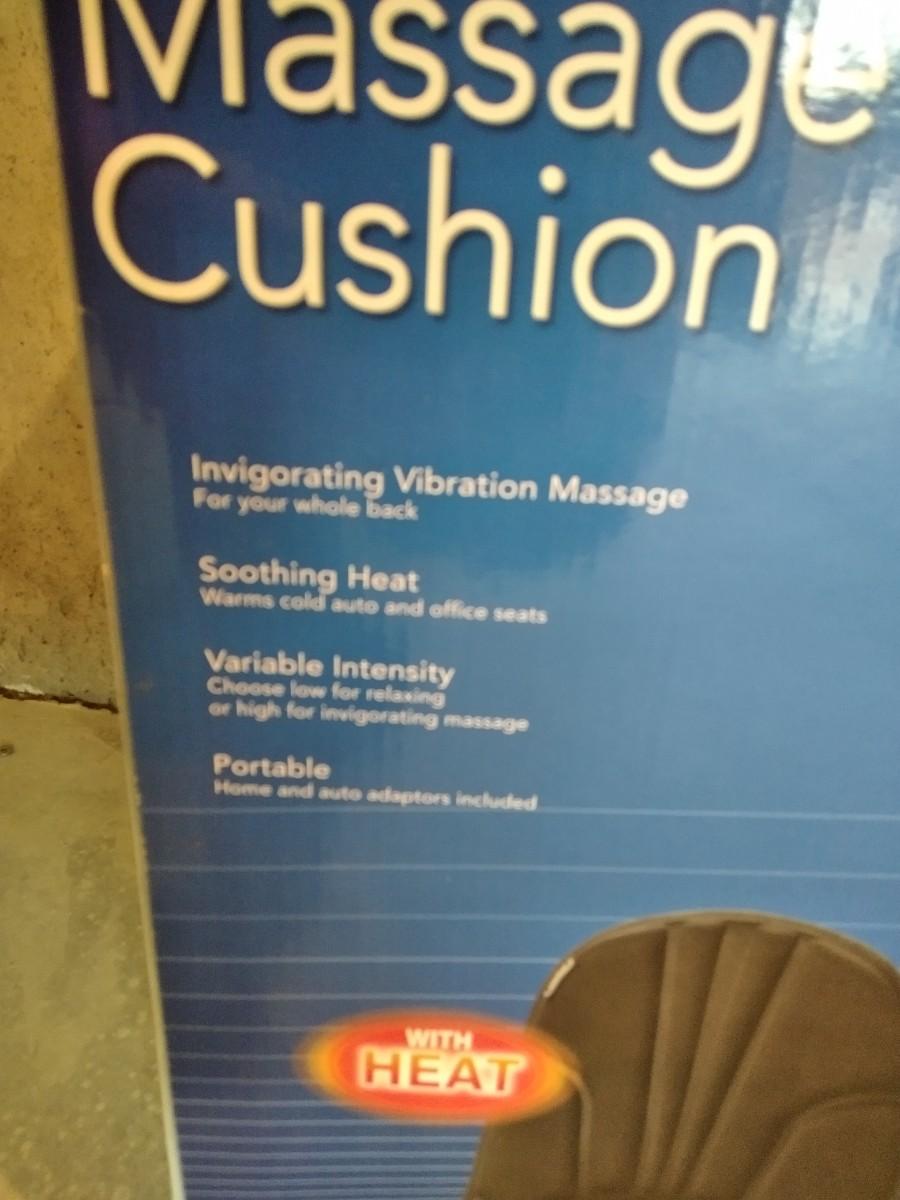 Massage
Cushion
Invigorating Vibration Massage
For your whole back
Soothing Heat
Warms cold auto and office seats
Variable Intensity
Choose low for relaxing
or high for invigorating massage
Portable
Home and auto adaptors included
WITH
HEAT